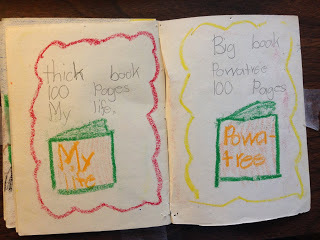 thick book
100 Pages
My life,
My
life
Big book
Powatree
100 Pages
Powa-
tree